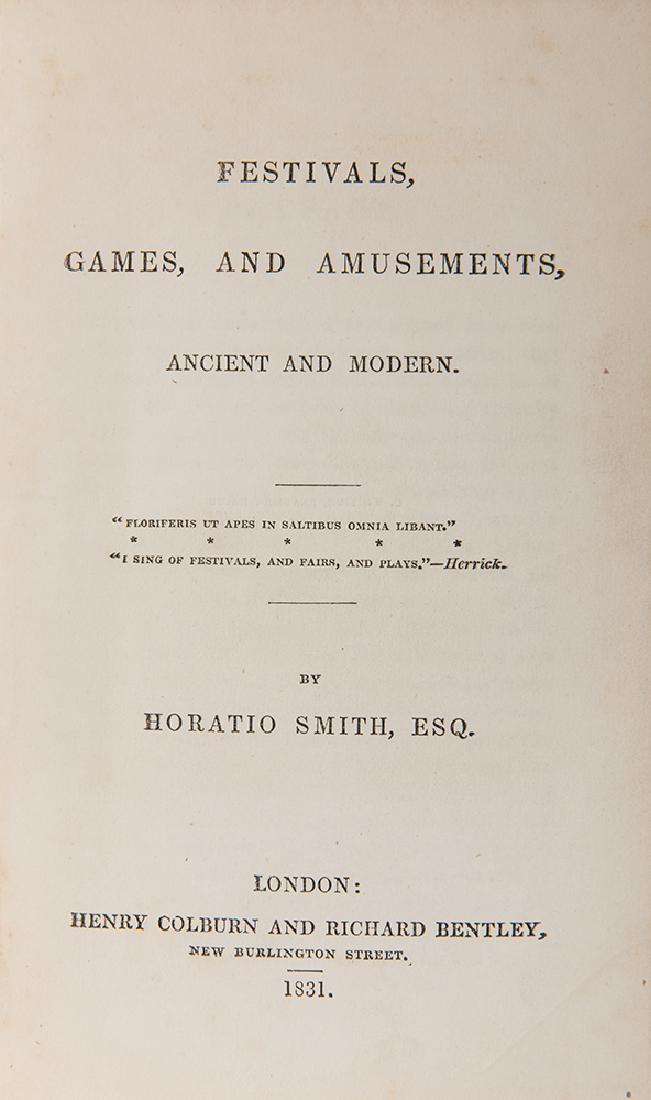 FESTIVALS,
GAMES, AND AMUSEMENTS,
ANCIENT AND MODERN.
"FLORIFERIS UT APES IN SALTIBUS OMNIA LIBANT."
* * * * *
"I SING OF FESTIVALS, AND FAIRS, AND PLAYS."—Herrick.
BY
HORATIO SMITH, ESQ.
LONDON:
HENRY COLBURN AND RICHARD BENTLEY,
NEW BURLINGTON STREET.
1831.